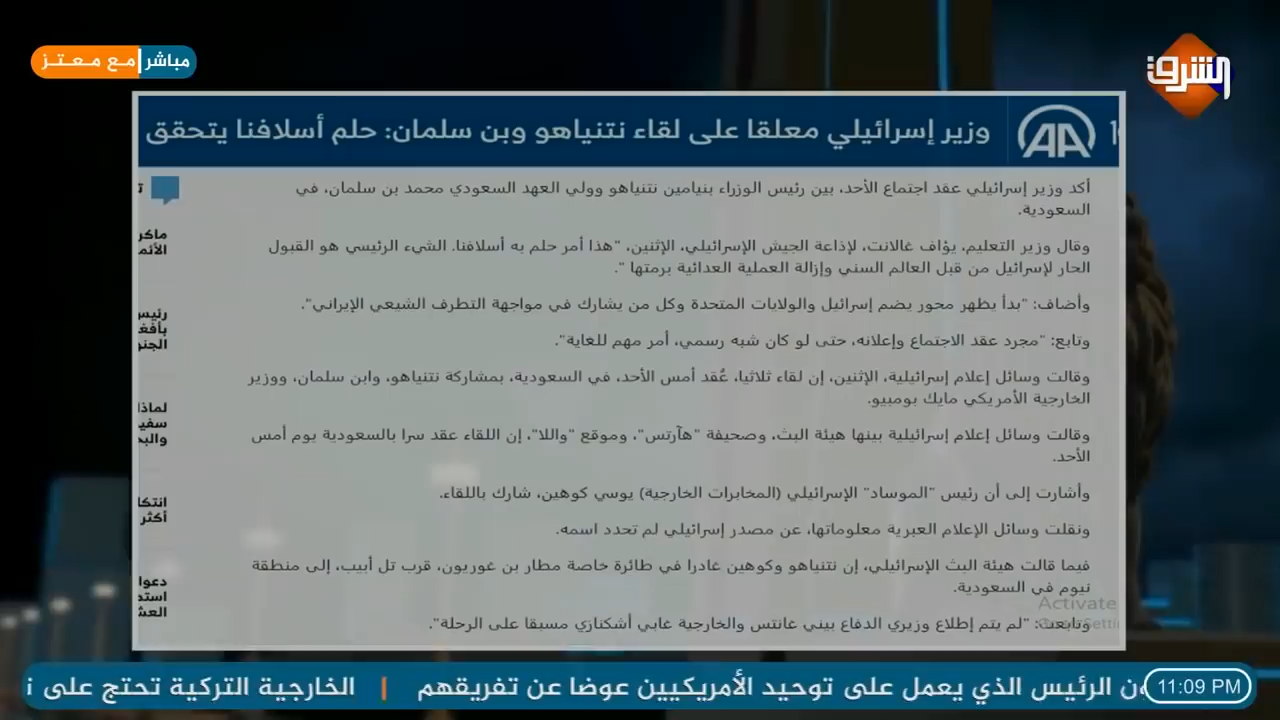 مباشر مع معتز
الشرق
وزير إسرائيلي معلقا على لقاء نتنياهو وبن سلمان: حلم أسلافنا يتحقق
AA
أكد وزير إسرائيلي عقد اجتماع الأحد، بين رئيس الوزراء بنيامين نتنياهو وولي العهد السعودي محمد بن سلمان، في
السعودية.
وقال وزير التعليم، يؤاف غالانت، لإذاعة الجيش الإسرائيلي، الإثنين، "هذا أمر حلم به أسلافنا. الشيء الرئيسي هو القبول
الحار لإسرائيل من قبل العالم السني وإزالة العملية العدائية برمتها ".
وأضاف: "بدأ يظهر محور يضم إسرائيل والولايات المتحدة وكل من يشارك في مواجهة التطرف الشيعي الإيراني".
وتابع: "مجرد عقد الاجتماع وإعلانه، حتى لو كان شبه رسمي، أمر مهم للغاية".
وقالت وسائل إعلام إسرائيلية، الإثنين، إن لقاء ثلاثيا، عُقد أمس الأحد، في السعودية، بمشاركة نتنياهو، وابن سلمان، ووزير
الخارجية الأمريكي مايك بومبيو.
وقالت وسائل إعلام إسرائيلية بينها هيئة البث، وصحيفة "هآرتس"، وموقع "واللا"، إن اللقاء عقد سرا بالسعودية يوم أمس
الأحد.
وأشارت إلى أن رئيس "الموساد" الإسرائيلي (المخابرات الخارجية) يوسي كوهين، شارك باللقاء.
ونقلت وسائل الإعلام العبرية معلوماتها، عن مصدر إسرائيلي لم تحدد اسمه.
فيما قالت هيئة البث الإسرائيلي، إن نتنياهو وكوهين غادرا في طائرة خاصة مطار بن غوريون، قرب تل أبيب، إلى منطقة
نيوم في السعودية.
وتابعت: "لم يتم إطلاع وزيري الدفاع بيني غانتس والخارجية غابي أشكنازي مسبقا على الرحلة".
Activate
رئيس
لماذا
الرئيس الذي يعمل على توحيد الأمريكيين عوضا عن تفريقهم | الخارجية التركية تحتج على
11:09 PM